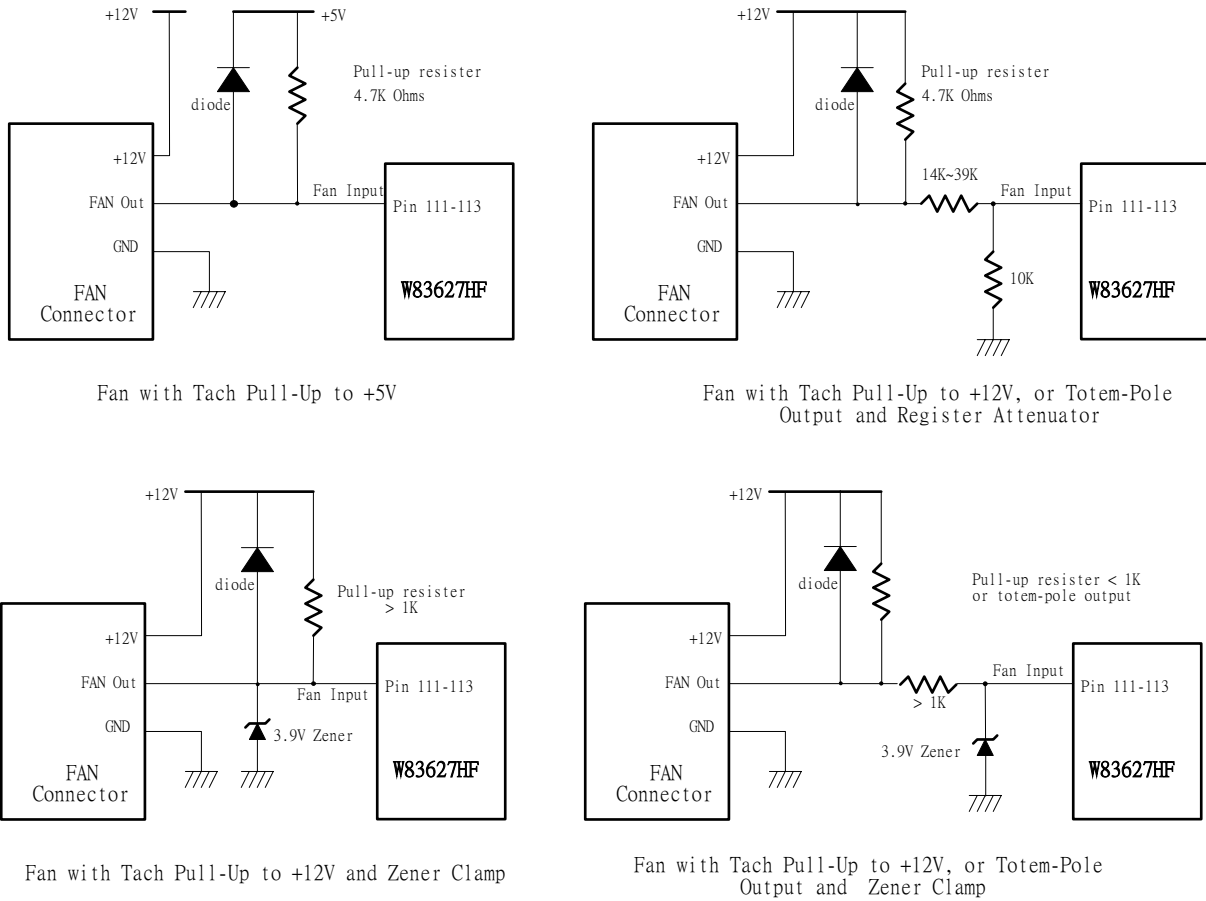 +12V
+5V
Pull-up resister
4.7K Ohms
diode
+12V
FAN Out
GND
FAN
Connector
Fan Input
Pin 111-113
W83627HF
Fan with Tach Pull-Up to +5V
+12V
Pull-up resister
4.7K Ohms
diode
+12V
FAN Out
GND
FAN
Connector
14K~39K
Fan Input
10K
Pin 111-113
W83627HF
Fan with Tach Pull-Up to +12V, or Totem-Pole
Output and Register Attenuator
+12V
diode
Pull-up resister
> 1K
+12V
FAN Out
GND
FAN
Connector
Fan Input
3.9V Zener
Pin 111-113
W83627HF
Fan with Tach Pull-Up to +12V and Zener Clamp
+12V
diode
Pull-up resister < 1K
or totem-pole output
+12V
FAN Out
GND
FAN
Connector
> 1K
Fan Input
3.9V Zener
Pin 111-113
W83627HF
Fan with Tach Pull-Up to +12V, or Totem-Pole
Output and Zener Clamp